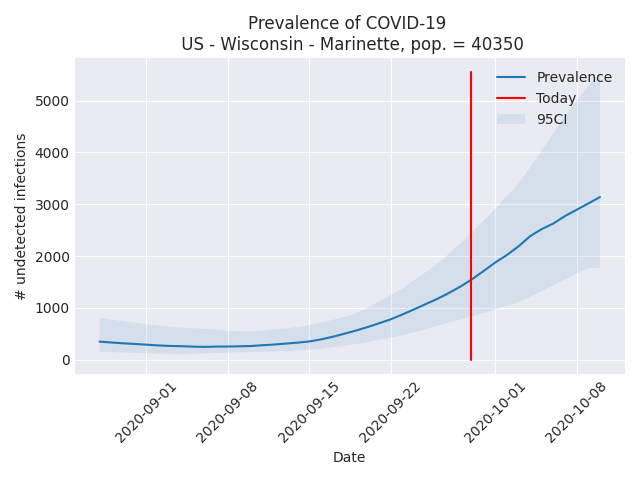 Prevalence of COVID-19
US - Wisconsin - Marinette, pop. = 40350
Prevalence
Today
95CI
5000
4000
3000
2000
1000
0
# undetected infections
2020-09-01
2020-09-08
2020-09-15
2020-09-22
2020-10-01
2020-10-08
Date